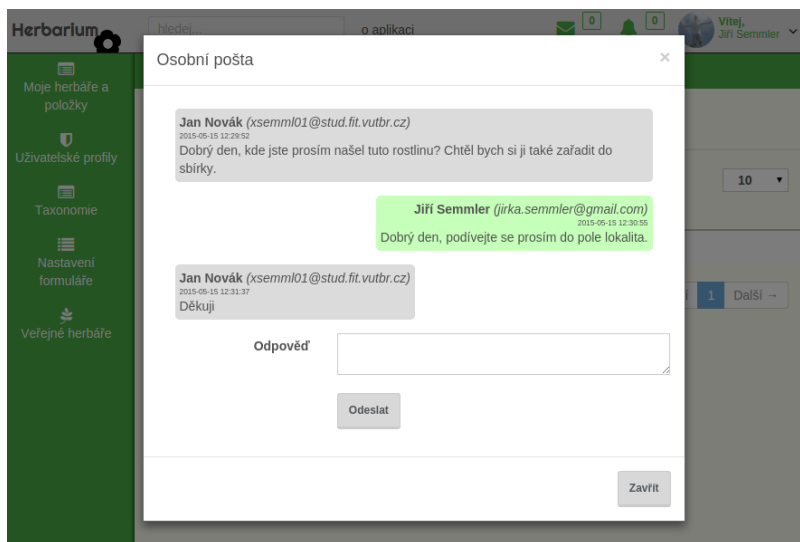 Herbarium
hledej...
o aplikaci
0
0
Vítej,
Jiří Semmler
Moje herbáře a
položky
Uživatelské profily
Taxonomie
Nastavení
formuláře
Veřejné herbáře
Osobní pošta
×
Jan Novák (xsemml01@stud.fit.vutbr.cz)
2015-05-15 12:29:52
Dobrý den, kde jste prosím našel tuto rostlinu? Chtěl bych si ji také zařadit do
sbírky.
Jiří Semmler (jirka.semmler@gmail.com)
2015-05-15 12:30:55
Dobrý den, podívejte se prosím do pole lokalita.
Jan Novák (xsemml01@stud.fit.vutbr.cz)
2015-05-15 12:31:37
Děkuji
Odpověď
Odeslat
Zavřít
10
1
Další →